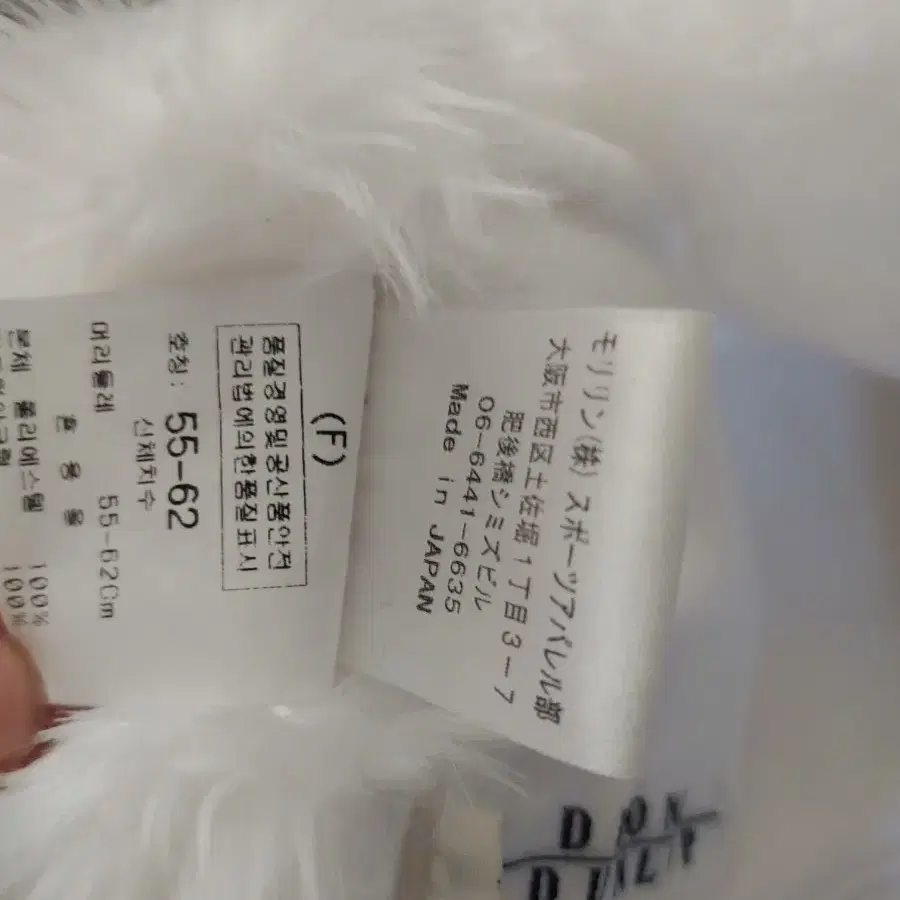 モリリン(株) スポーツアパレル部
大阪市西区土佐堀1丁目3-7
肥後橋シミズビル
06-6441-6635
Made in JAPAN
(F)
품질경영및공산품안전
관리법에의한품질표시
호칭: 55-62
신체치수
머리둘레 55-62Cm
혼용율
본체 폴리에스텔 100%
100%
D
D